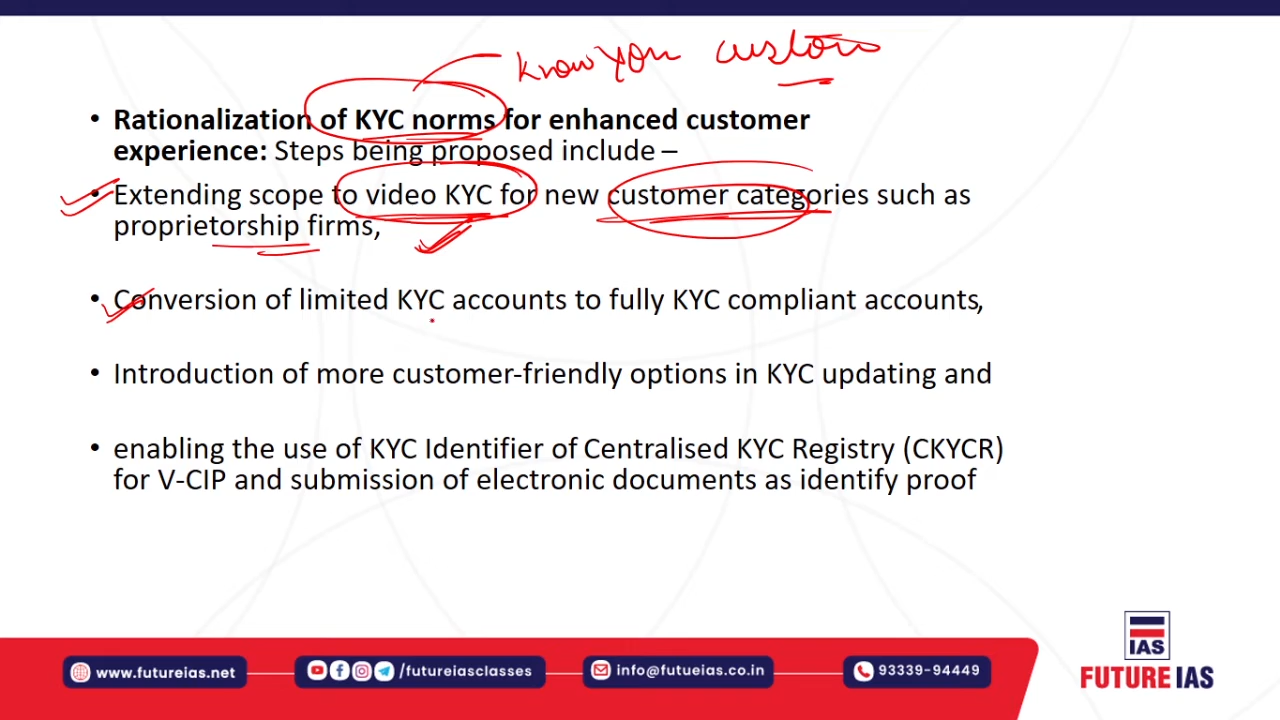 Know you custom
• Rationalization of KYC norms for enhanced customer
experience: Steps being proposed include –
• Extending scope to video KYC for new customer categories such as
proprietorship firms,
• Conversion of limited KYC accounts to fully KYC compliant accounts,
• Introduction of more customer-friendly options in KYC updating and
• enabling the use of KYC Identifier of Centralised KYC Registry (CKYCR)
for V-CIP and submission of electronic documents as identify proof
IAS
FUTURE IAS
www.futureias.net
/futureiasclasses
info@futueias.co.in
93339-94449